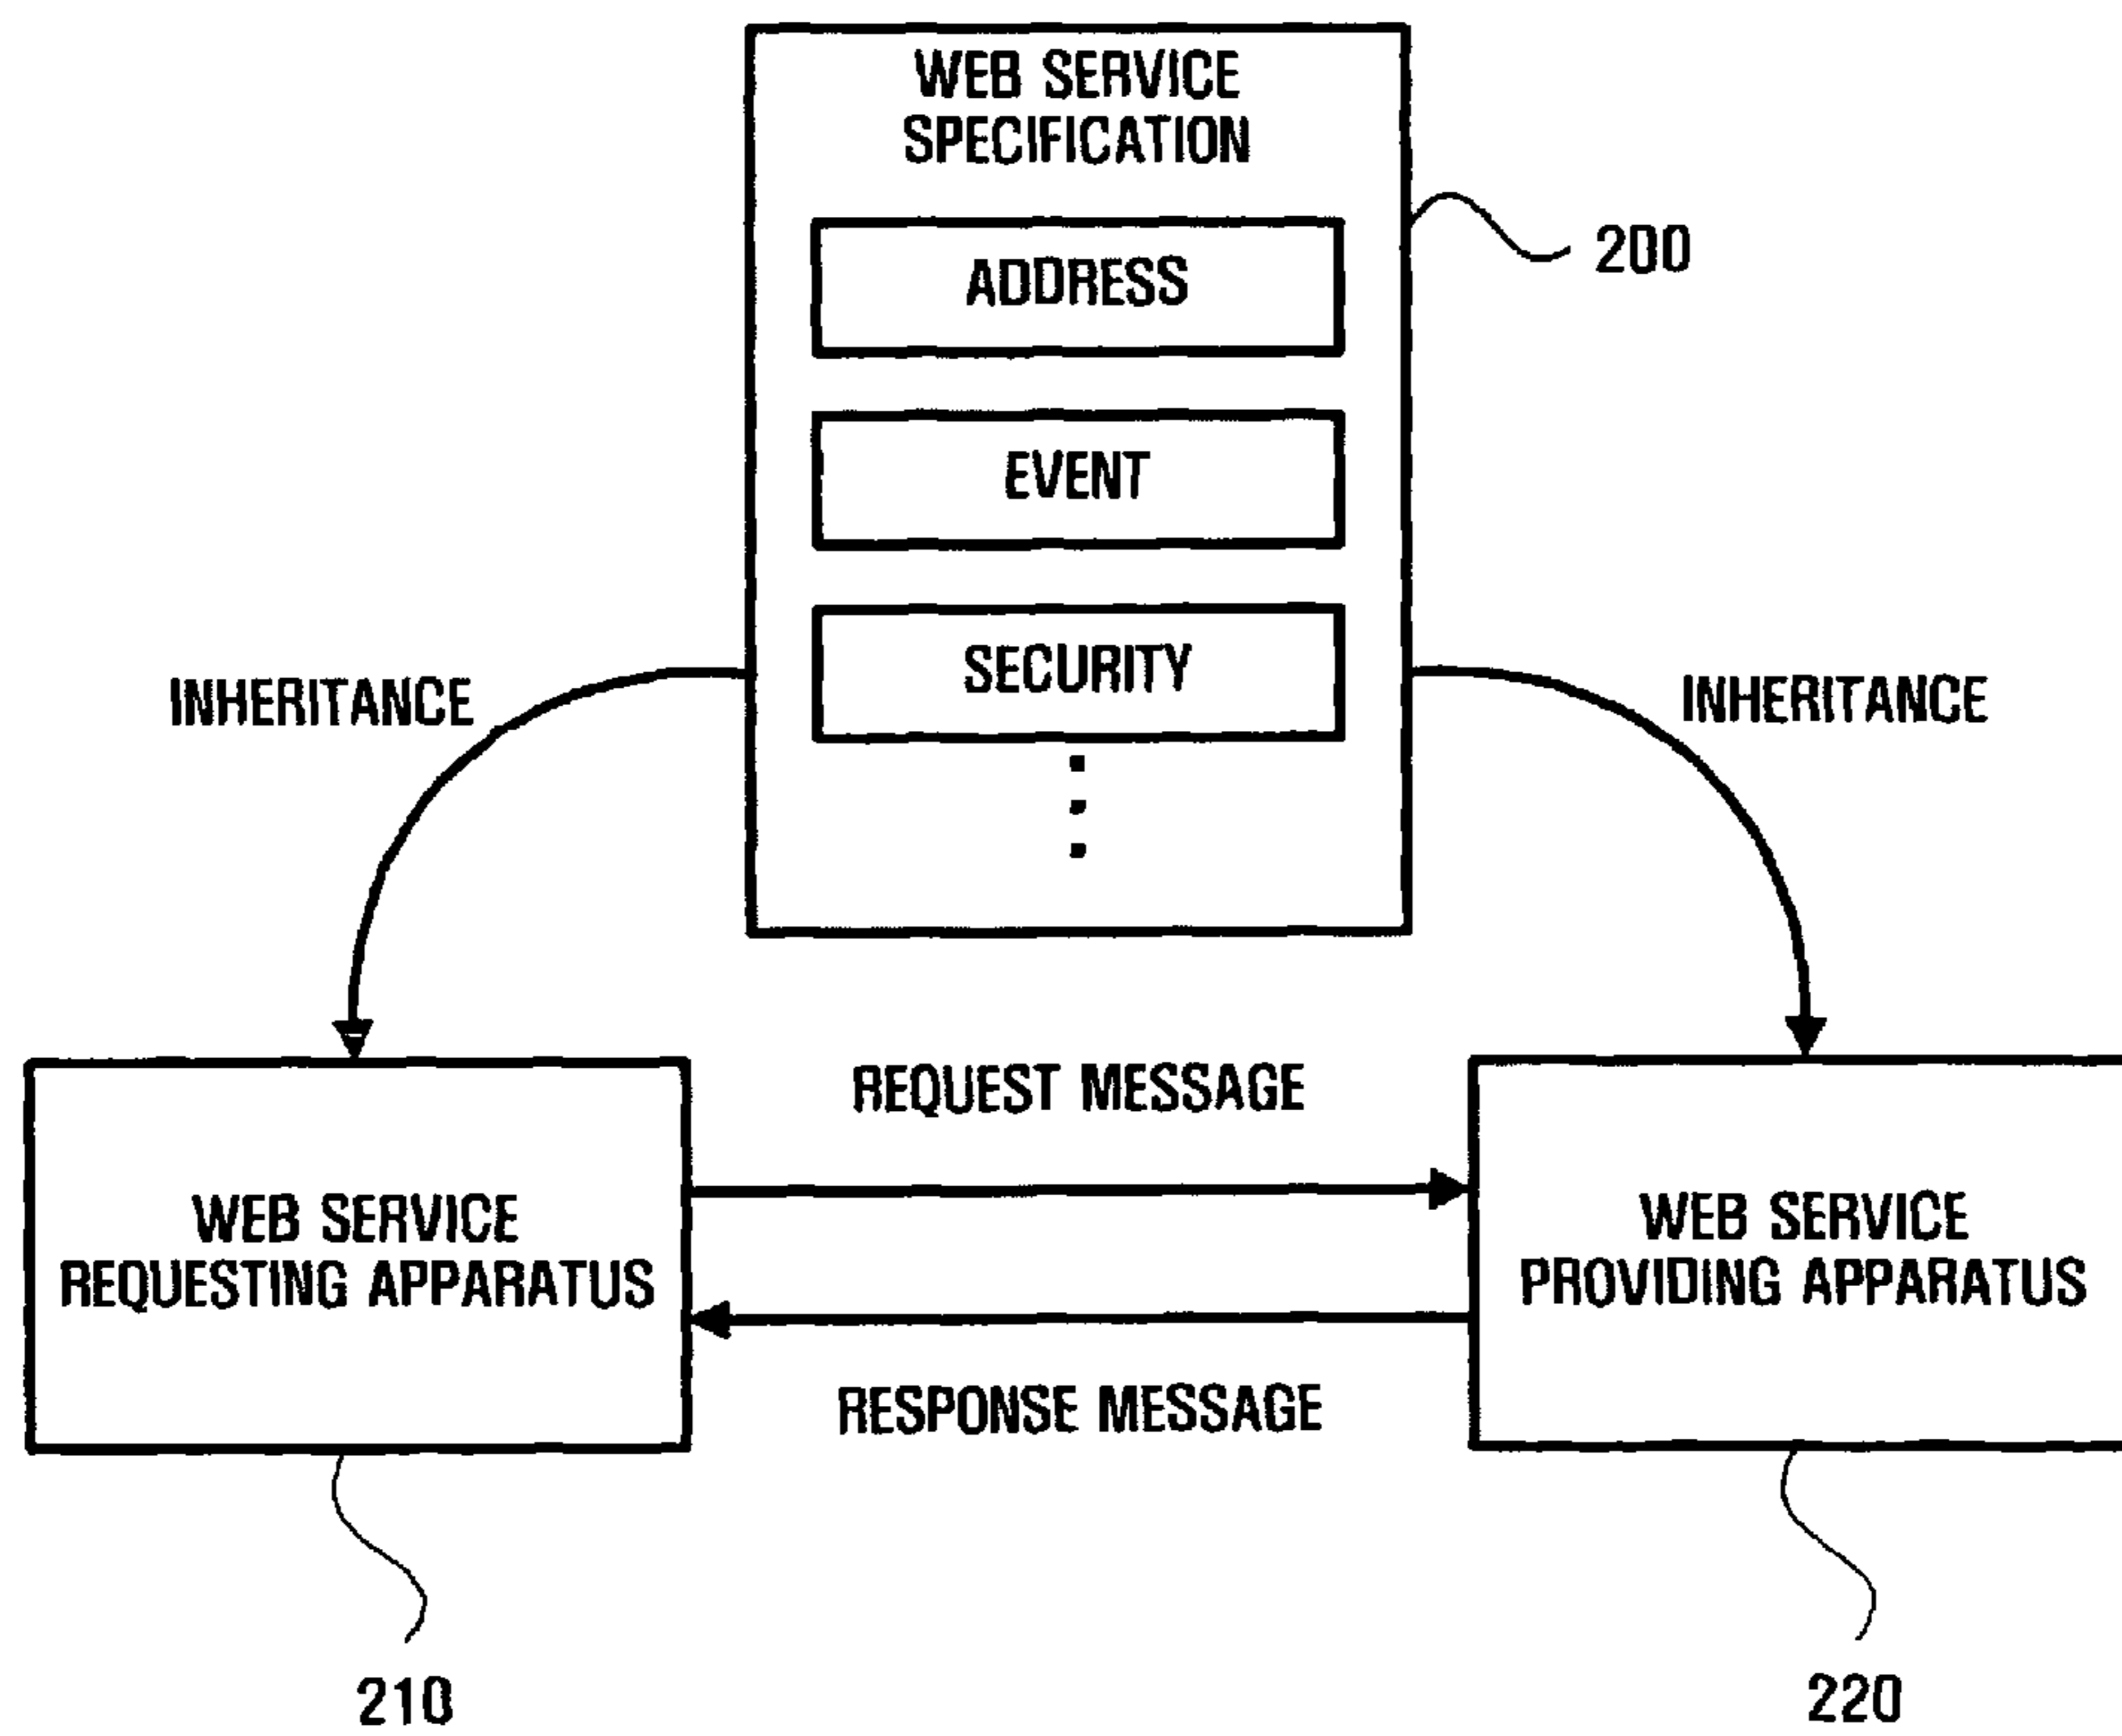 WEB SERVICE
SPECIFICATION
ADDRESS
200
EVENT
SECURITY
INHERITANCE
INHERITANCE
REQUEST MESSAGE
WEB SERVICE
REQUESTING APPARATUS
WEB SERVICE
PROVIDING APPARATUS
RESPONSE MESSAGE
210
220